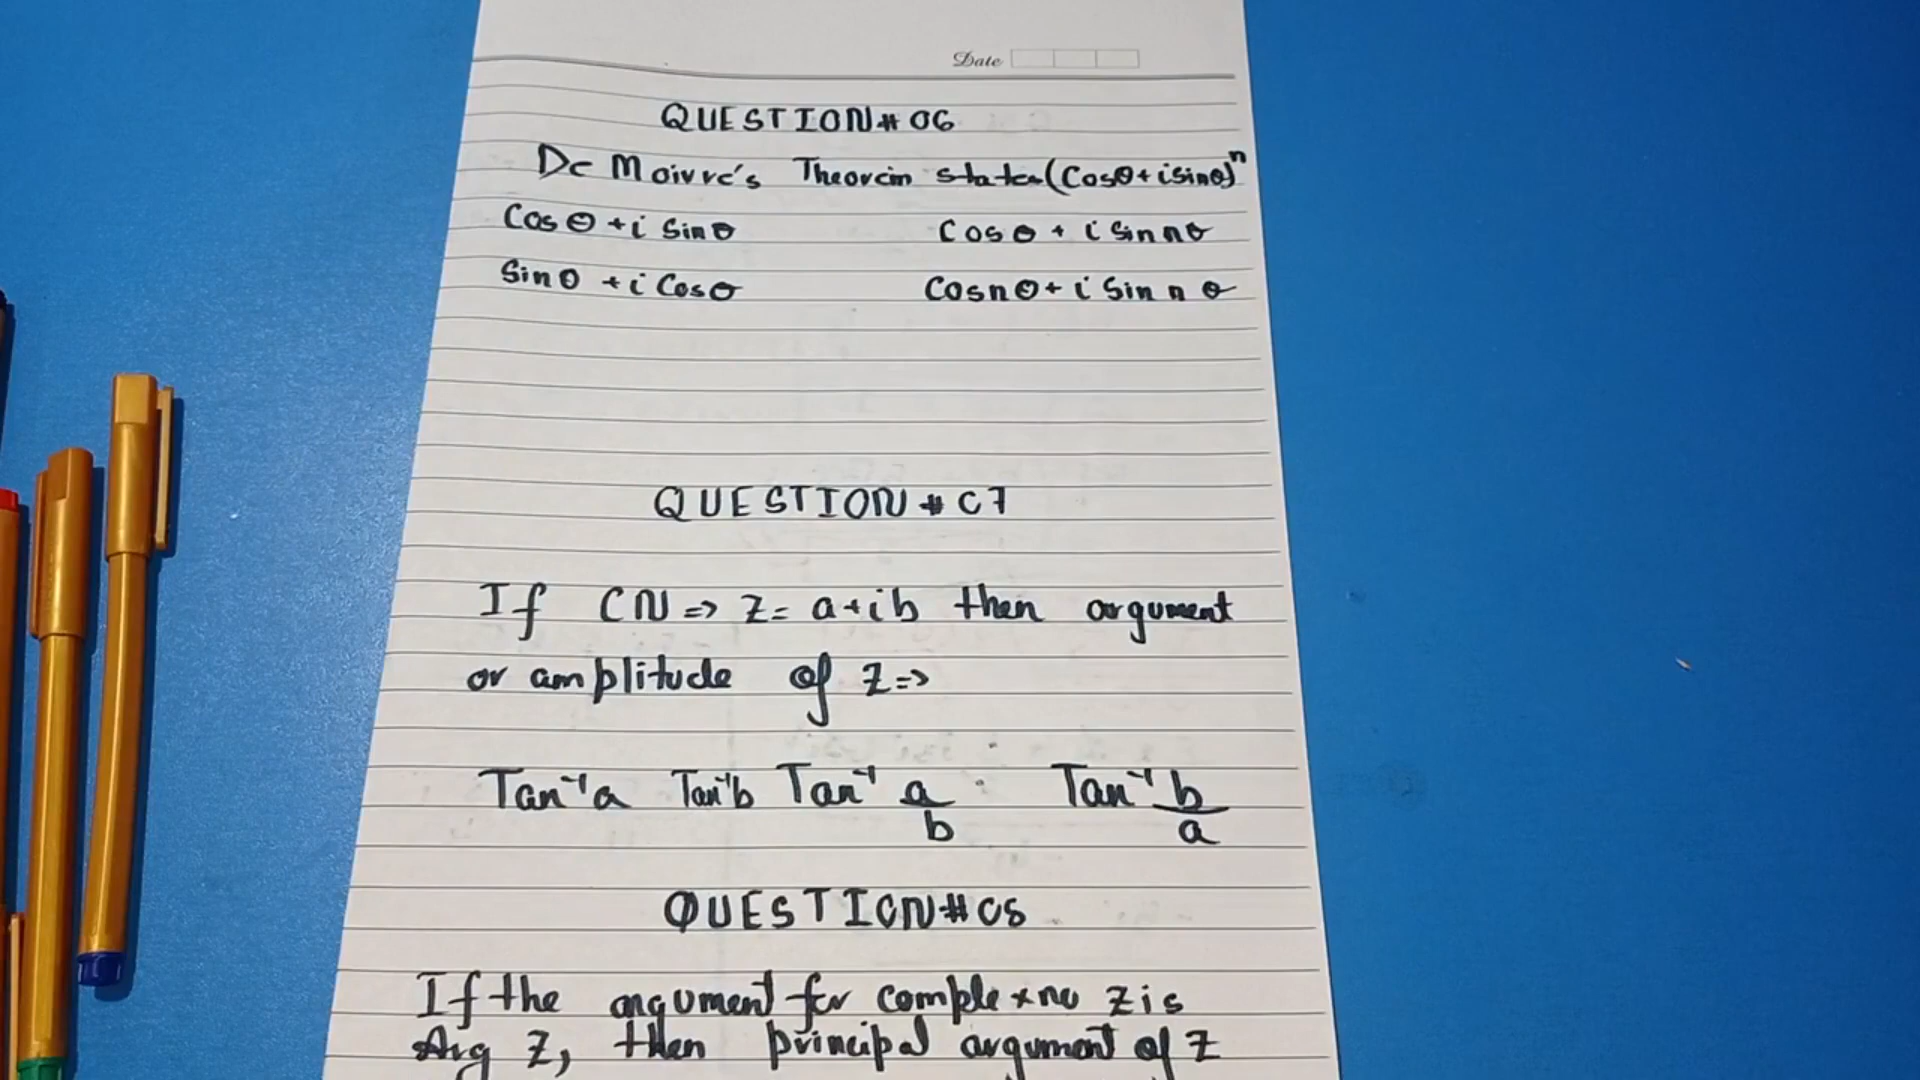 Date
QUESTION# 06
De Moivre's Theorem states (Cosθ+isinθ)ⁿ
Cosθ+i Sinθ Cosθ + i Sin nθ
Sinθ +i Cosθ Cosnθ+ i Sin n θ
QUESTION # 07
If CN => Z= a+ib then argument
or amplitude of Z=>
Tan⁻¹a Tan⁻¹b Tan⁻¹ a/b Tan⁻¹ b/a
QUESTION#08
If the argument for complex no Z is
Arg Z, then principal argument of Z